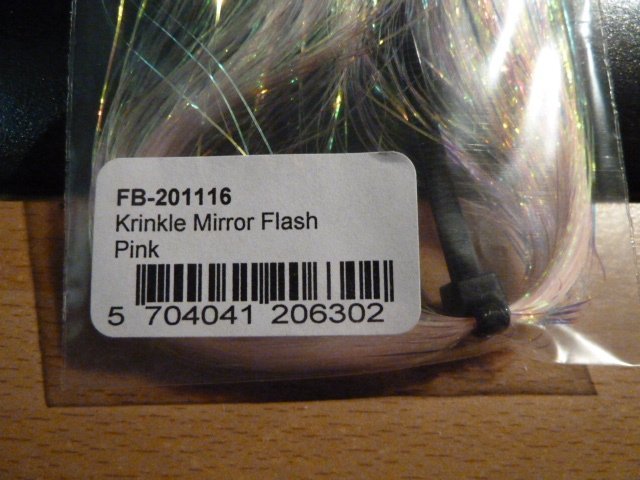 FB-201116
Krinkle Mirror Flash
Pink
5 704041 206302